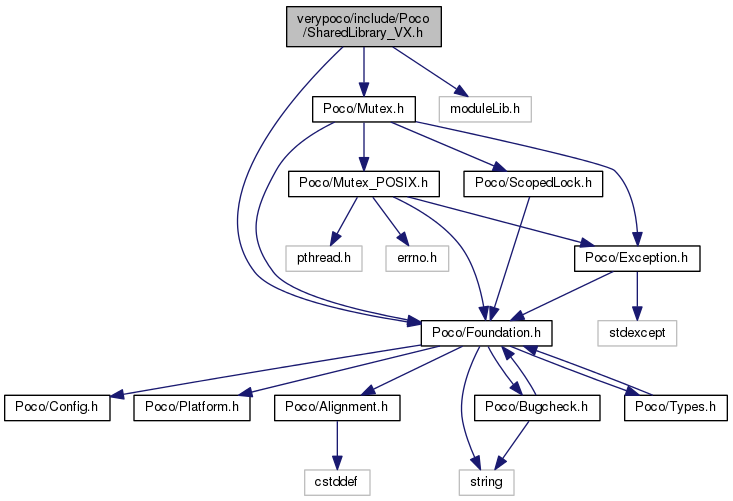 verypoco/include/Poco
/SharedLibrary_VX.h
Poco/Mutex.h
moduleLib.h
Poco/Mutex_POSIX.h
Poco/ScopedLock.h
pthread.h
errno.h
Poco/Exception.h
Poco/Foundation.h
stdexcept
Poco/Config.h
Poco/Platform.h
Poco/Alignment.h
Poco/Bugcheck.h
Poco/Types.h
cstddef
string